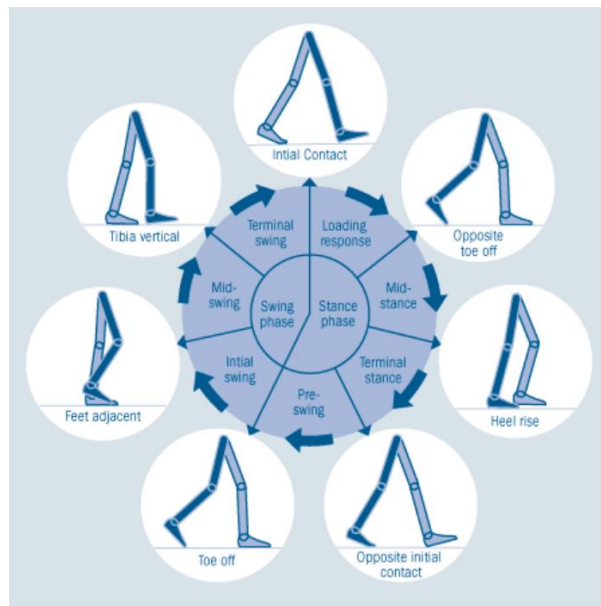 Intial Contact
Opposite
toe off
Heel rise
Opposite initial
contact
Toe off
Feet adjacent
Tibia vertical
Loading
response
Mid-
stance
Terminal
stance
Pre-
swing
Intial
swing
Mid-
swing
Terminal
swing
Swing
phase
Stance
phase